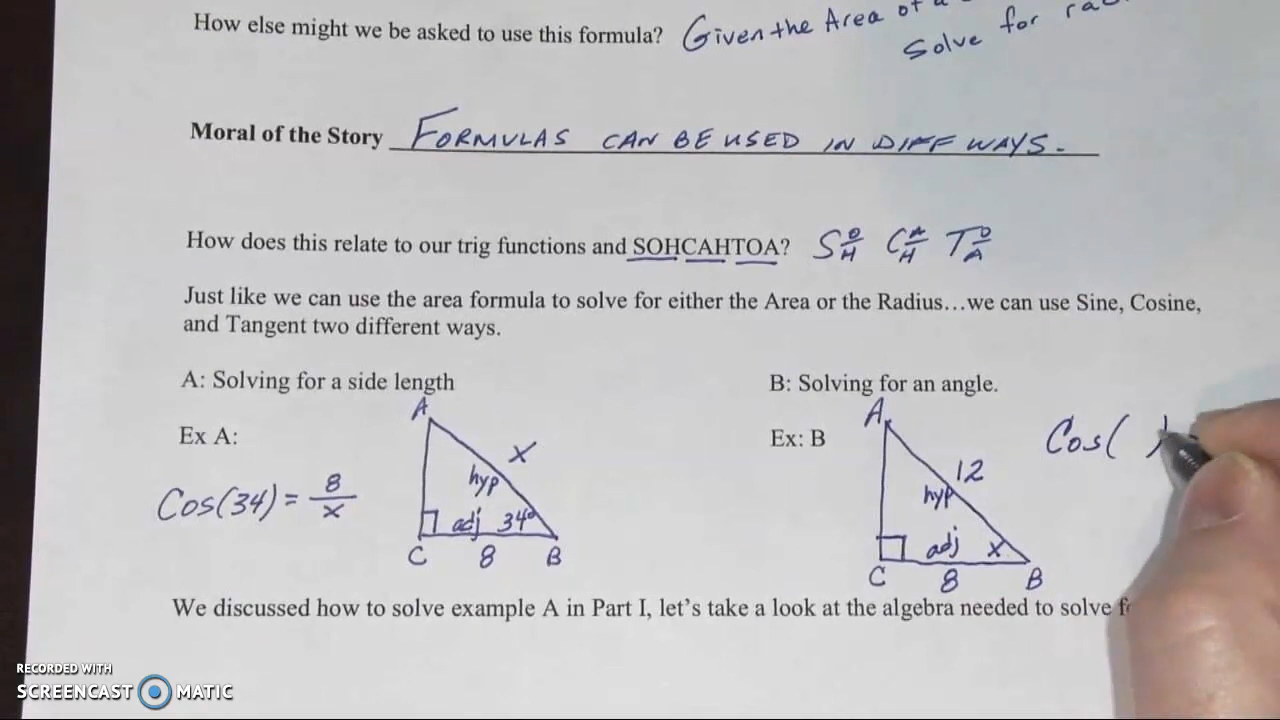 How else might we be asked to use this formula? Given the Area of a
Solve for
Moral of the Story FORMULAS CAN BE USED IN DIFF WAYS.
How does this relate to our trig functions and SOHCAHTOA? S O/H C A/H T O/A
Just like we can use the area formula to solve for either the Area or the Radius…we can use Sine, Cosine,
and Tangent two different ways.
A: Solving for a side length
B: Solving for an angle.
Ex A:
Cos(34) = 8/x
A
x
hyp
adj 34°
C 8 B
Ex: B
A
12
hyp
adj x
C 8 B
Cos( )
We discussed how to solve example A in Part I, let's take a look at the algebra needed to solve
RECORDED WITH
SCREENCAST MATIC